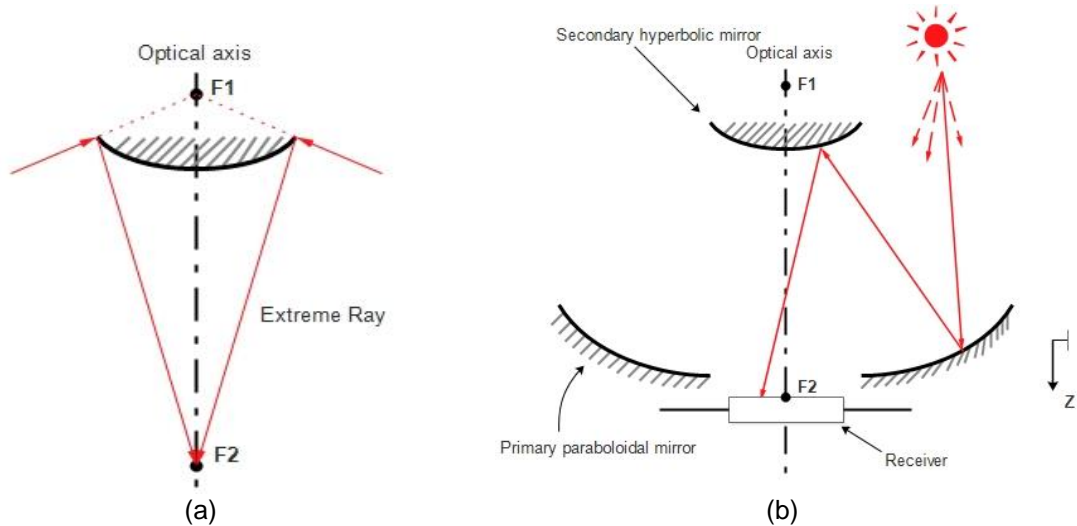 Optical axis
F1
Extreme Ray
F2
(a)
Secondary hyperbolic mirror
Optical axis
F1
F2
Z
Primary paraboloidal mirror
Receiver
(b)